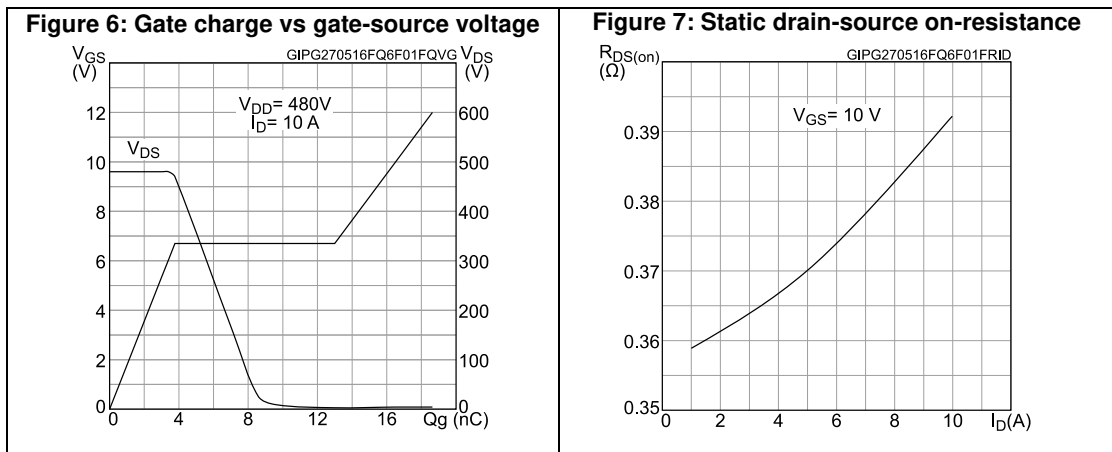 Figure 6: Gate charge vs gate-source voltage
VGS
(V)
GIPG270516FQ6F01FQVG
VDS
(V)
VDD= 480V
ID= 10 A
VDS
12
10
8
6
4
2
0
600
500
400
300
200
100
0
0 4 8 12 16 Qg (nC)
Figure 7: Static drain-source on-resistance
RDS(on)
(Ω)
GIPG270516FQ6F01FRID
VGS= 10 V
0.39
0.38
0.37
0.36
0.35
0 2 4 6 8 10 ID(A)